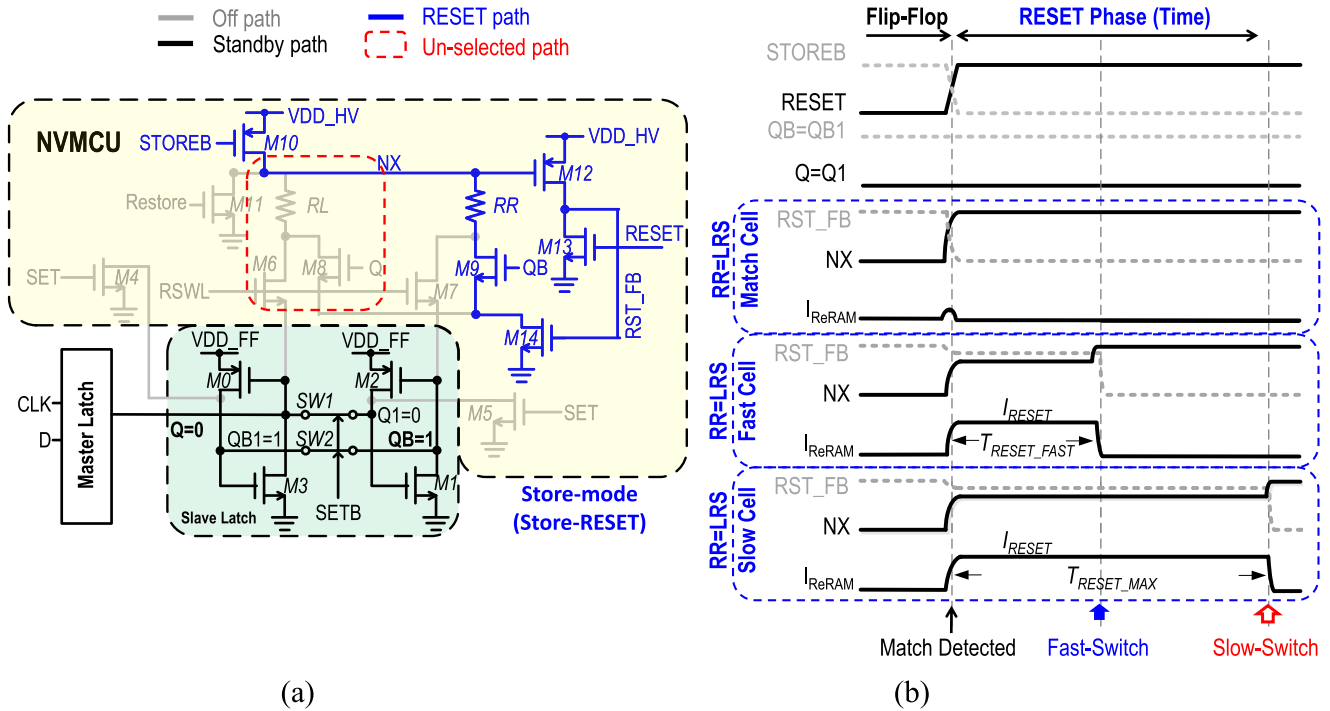 Off path
Standby path
RESET path
Un-selected path
NVMCU
VDD_HV
STOREB
M10
NX
VDD_HV
M12
Restore
M11
RL
RR
M13
RESET
SET
M4
M6
M8
Q
M9
QB
RSWL
M7
M14
RST_FB
VDD_FF
VDD_FF
M0
M2
SW1
Q1=0
M5
SET
CLK
D
Master Latch
Q=0
QB1=1
SW2
QB=1
M3
M1
Slave Latch
SETB
Store-mode
(Store-RESET)
(a)
Flip-Flop
RESET Phase (Time)
STOREB
RESET
QB=QB1
Q=Q1
RR=LRS
Match Cell
RST_FB
NX
IReRAM
RR=LRS
Fast Cell
RST_FB
NX
IRESET
IReRAM
TRESET_FAST
RR=LRS
Slow Cell
RST_FB
NX
IRESET
IReRAM
TRESET_MAX
Match Detected
Fast-Switch
Slow-Switch
(b)